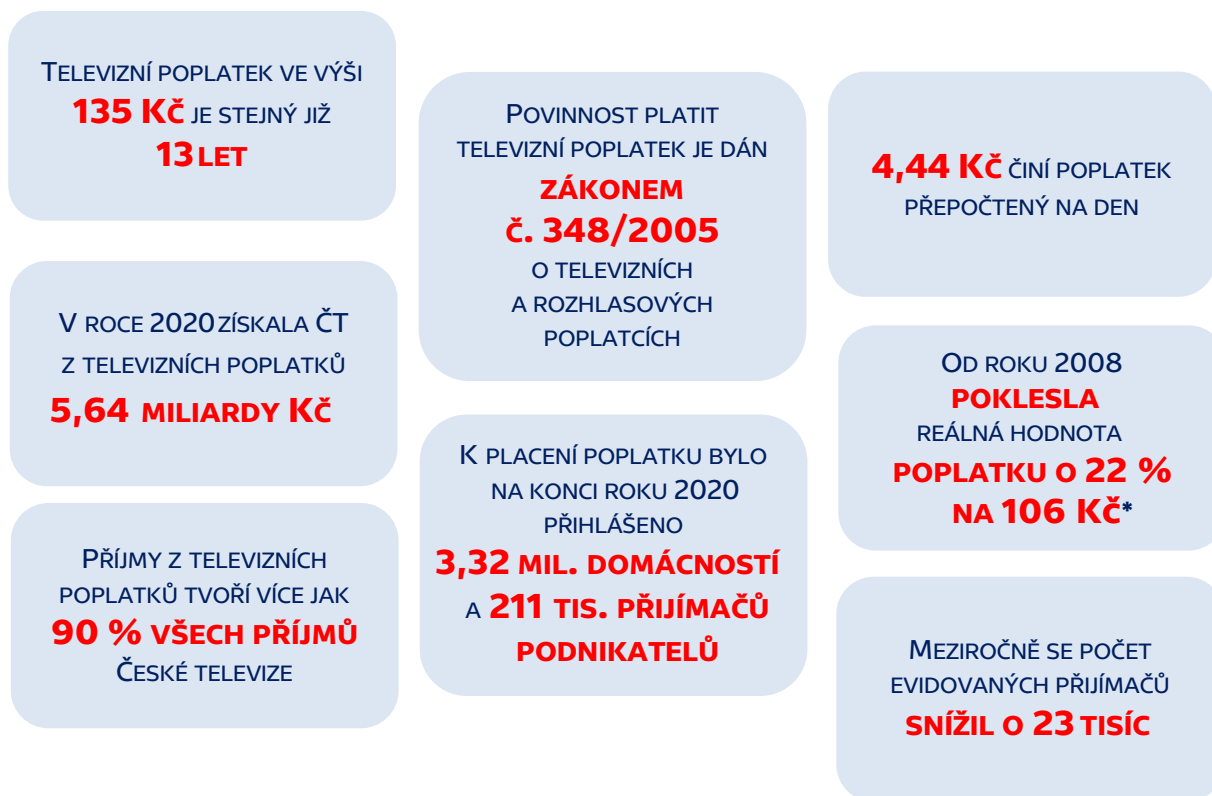 Televizní poplatek ve výši
135 Kč je stejný již
13 let
V roce 2020 získala ČT
z televizních poplatků
5,64 miliardy Kč
Příjmy z televizních
poplatků tvoří více jak
90 % všech příjmů
České televize
Povinnost platit
televizní poplatek je dán
zákonem
č. 348/2005
o televizních
a rozhlasových
poplatcích
K placení poplatku bylo
na konci roku 2020
přihlášeno
3,32 mil. domácností
a 211 tis. přijímačů
podnikatelů
4,44 Kč činí poplatek
přepočtený na den
Od roku 2008
poklesla
reálná hodnota
poplatku o 22 %
na 106 Kč*
Meziročně se počet
evidovaných přijímačů
snížil o 23 tisíc